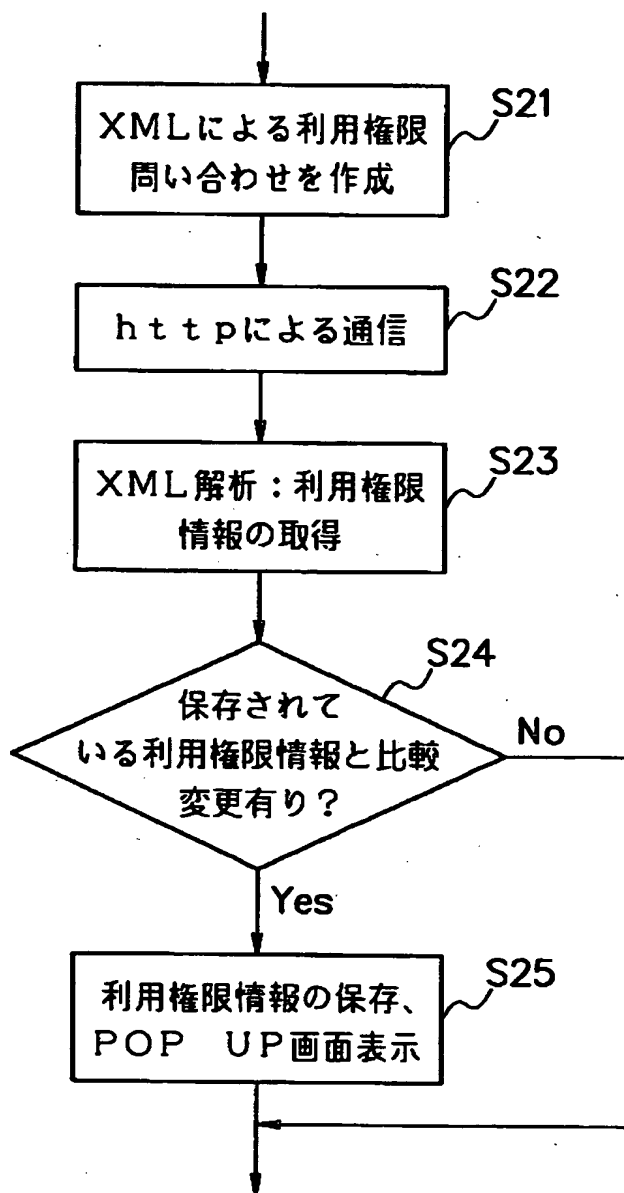 S21
XMLによる利用権限
問い合わせを作成
S22
httpによる通信
S23
XML解析:利用権限
情報の取得
S24
保存されて
いる利用権限情報と比較
変更有り?
No
Yes
S25
利用権限情報の保存、
POP UP画面表示